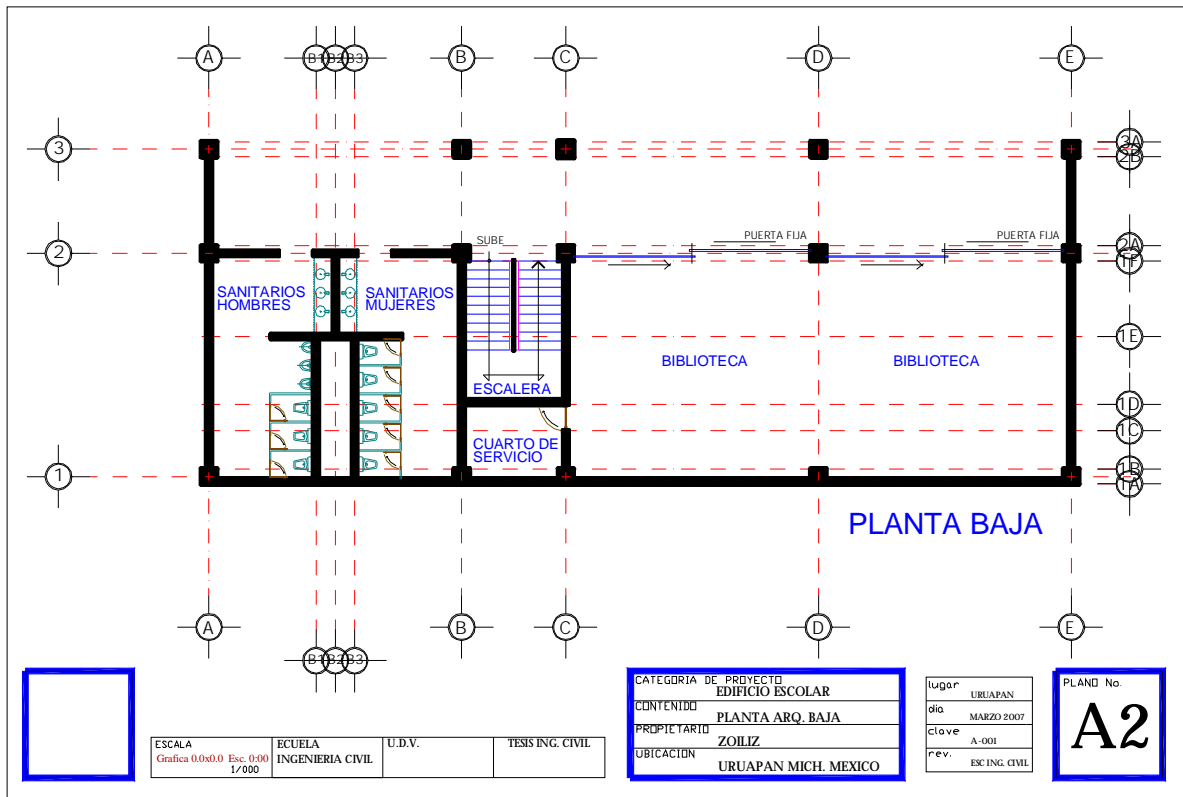 A
B1
B2
B3
B
C
D
E
3
3A
2B
SUBE
PUERTA FIJA
PUERTA FIJA
2
2A
1F
SANITARIOS
HOMBRES
SANITARIOS
MUJERES
1E
BIBLIOTECA
BIBLIOTECA
ESCALERA
1D
1C
CUARTO DE
SERVICIO
1
1B
1A
PLANTA BAJA
A
B
C
D
E
B1
B2
B3
ESCALA
Grafica 0.0x0.0 Esc. 0:00
1/000
ECUELA
INGENIERIA CIVIL
U.D.V.
TESIS ING. CIVIL
CATEGORIA DE PROYECTO
EDIFICIO ESCOLAR
CONTENIDO
PLANTA ARQ. BAJA
PROPIETARIO
ZOILIZ
UBICACION
URUAPAN MICH. MEXICO
lugar
URUAPAN
dia
MARZO 2007
clave
A-001
rev.
ESC ING. CIVIL
PLANO No.
A2